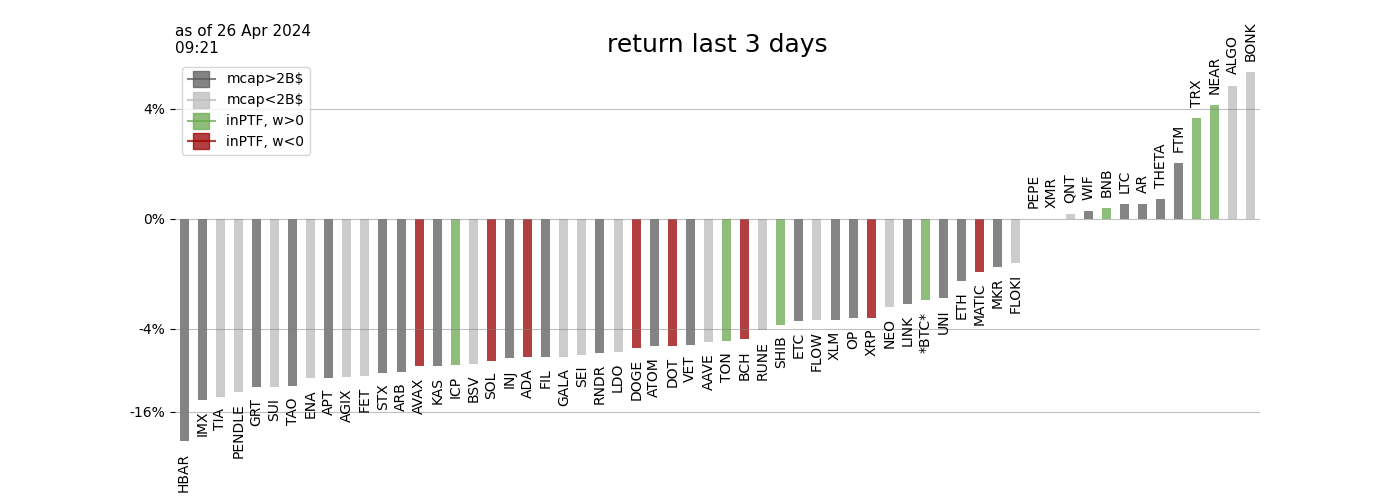 as of 26 Apr 2024
09:21
return last 3 days
mcap>2B$
mcap<2B$
inPTF, w>0
inPTF, w<0
4%
0%
-4%
-16%
HBAR
IMX
TIA
PENDLE
GRT
SUI
TAO
ENA
APT
AGIX
FET
STX
ARB
AVAX
KAS
ICP
BSV
SOL
INJ
ADA
FIL
GALA
SEI
RNDR
LDO
DOGE
ATOM
DOT
VET
AAVE
TON
BCH
RUNE
SHIB
ETC
FLOW
XLM
OP
XRP
NEO
LINK
*BTC*
UNI
ETH
MATIC
MKR
FLOKI
PEPE
XMR
QNT
WIF
BNB
LTC
AR
THETA
FTM
TRX
NEAR
ALGO
BONK